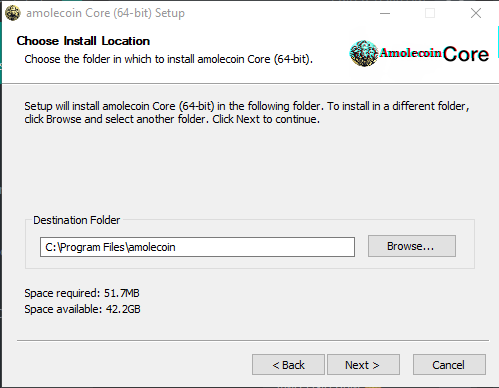 amolecoin Core (64-bit) Setup
Choose Install Location
Choose the folder in which to install amolecoin Core (64-bit).
Amolecoin Core
Setup will install amolecoin Core (64-bit) in the following folder. To install in a different folder,
click Browse and select another folder. Click Next to continue.
Destination Folder
C:\Program Files\amolecoin
Browse...
Space required: 51.7MB
Space available: 42.2GB
< Back
Next >
Cancel